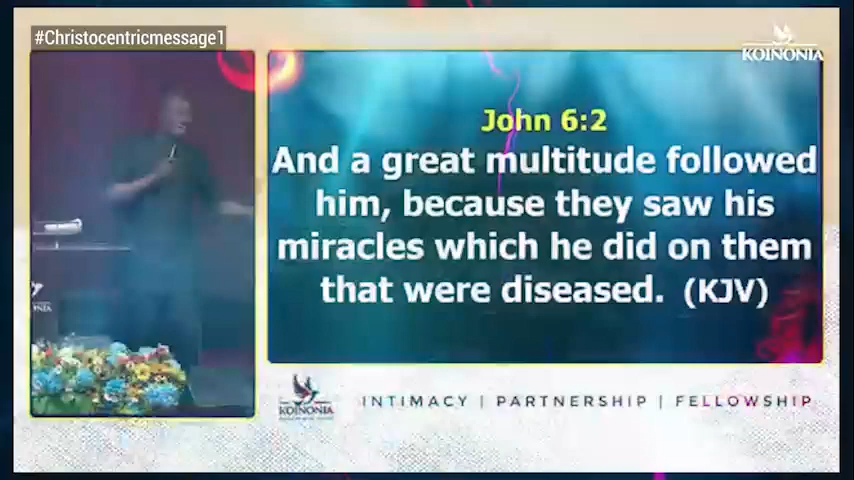 #Christocentricmessage1
KOINONIA
John 6:2
And a great multitude followed
him, because they saw his
miracles which he did on them
that were diseased. (KJV)
KOINONIA
INTIMACY | PARTNERSHIP | FELLOWSHIP